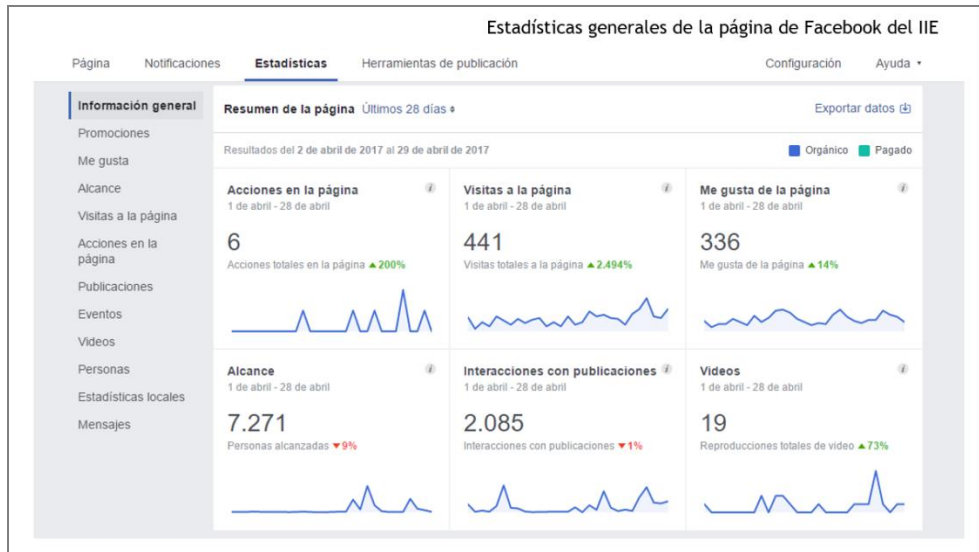 Estadísticas generales de la página de Facebook del IIE
Página Notificaciones Estadísticas Herramientas de publicación Configuración Ayuda
Información general
Promociones
Me gusta
Alcance
Visitas a la página
Acciones en la
página
Publicaciones
Eventos
Videos
Personas
Estadísticas locales
Mensajes
Resumen de la página Últimos 28 días
Exportar datos
Resultados del 2 de abril de 2017 al 29 de abril de 2017
Orgánico Pagado
Acciones en la página
1 de abril - 28 de abril
6
Acciones totales en la página ▲200%
Visitas a la página
1 de abril - 28 de abril
441
Visitas totales a la página ▲2.494%
Me gusta de la página
1 de abril - 28 de abril
336
Me gusta de la página ▲14%
Alcance
1 de abril - 28 de abril
7.271
Personas alcanzadas ▼9%
Interacciones con publicaciones
1 de abril - 28 de abril
2.085
Interacciones con publicaciones ▼1%
Videos
1 de abril - 28 de abril
19
Reproducciones totales de video ▲73%